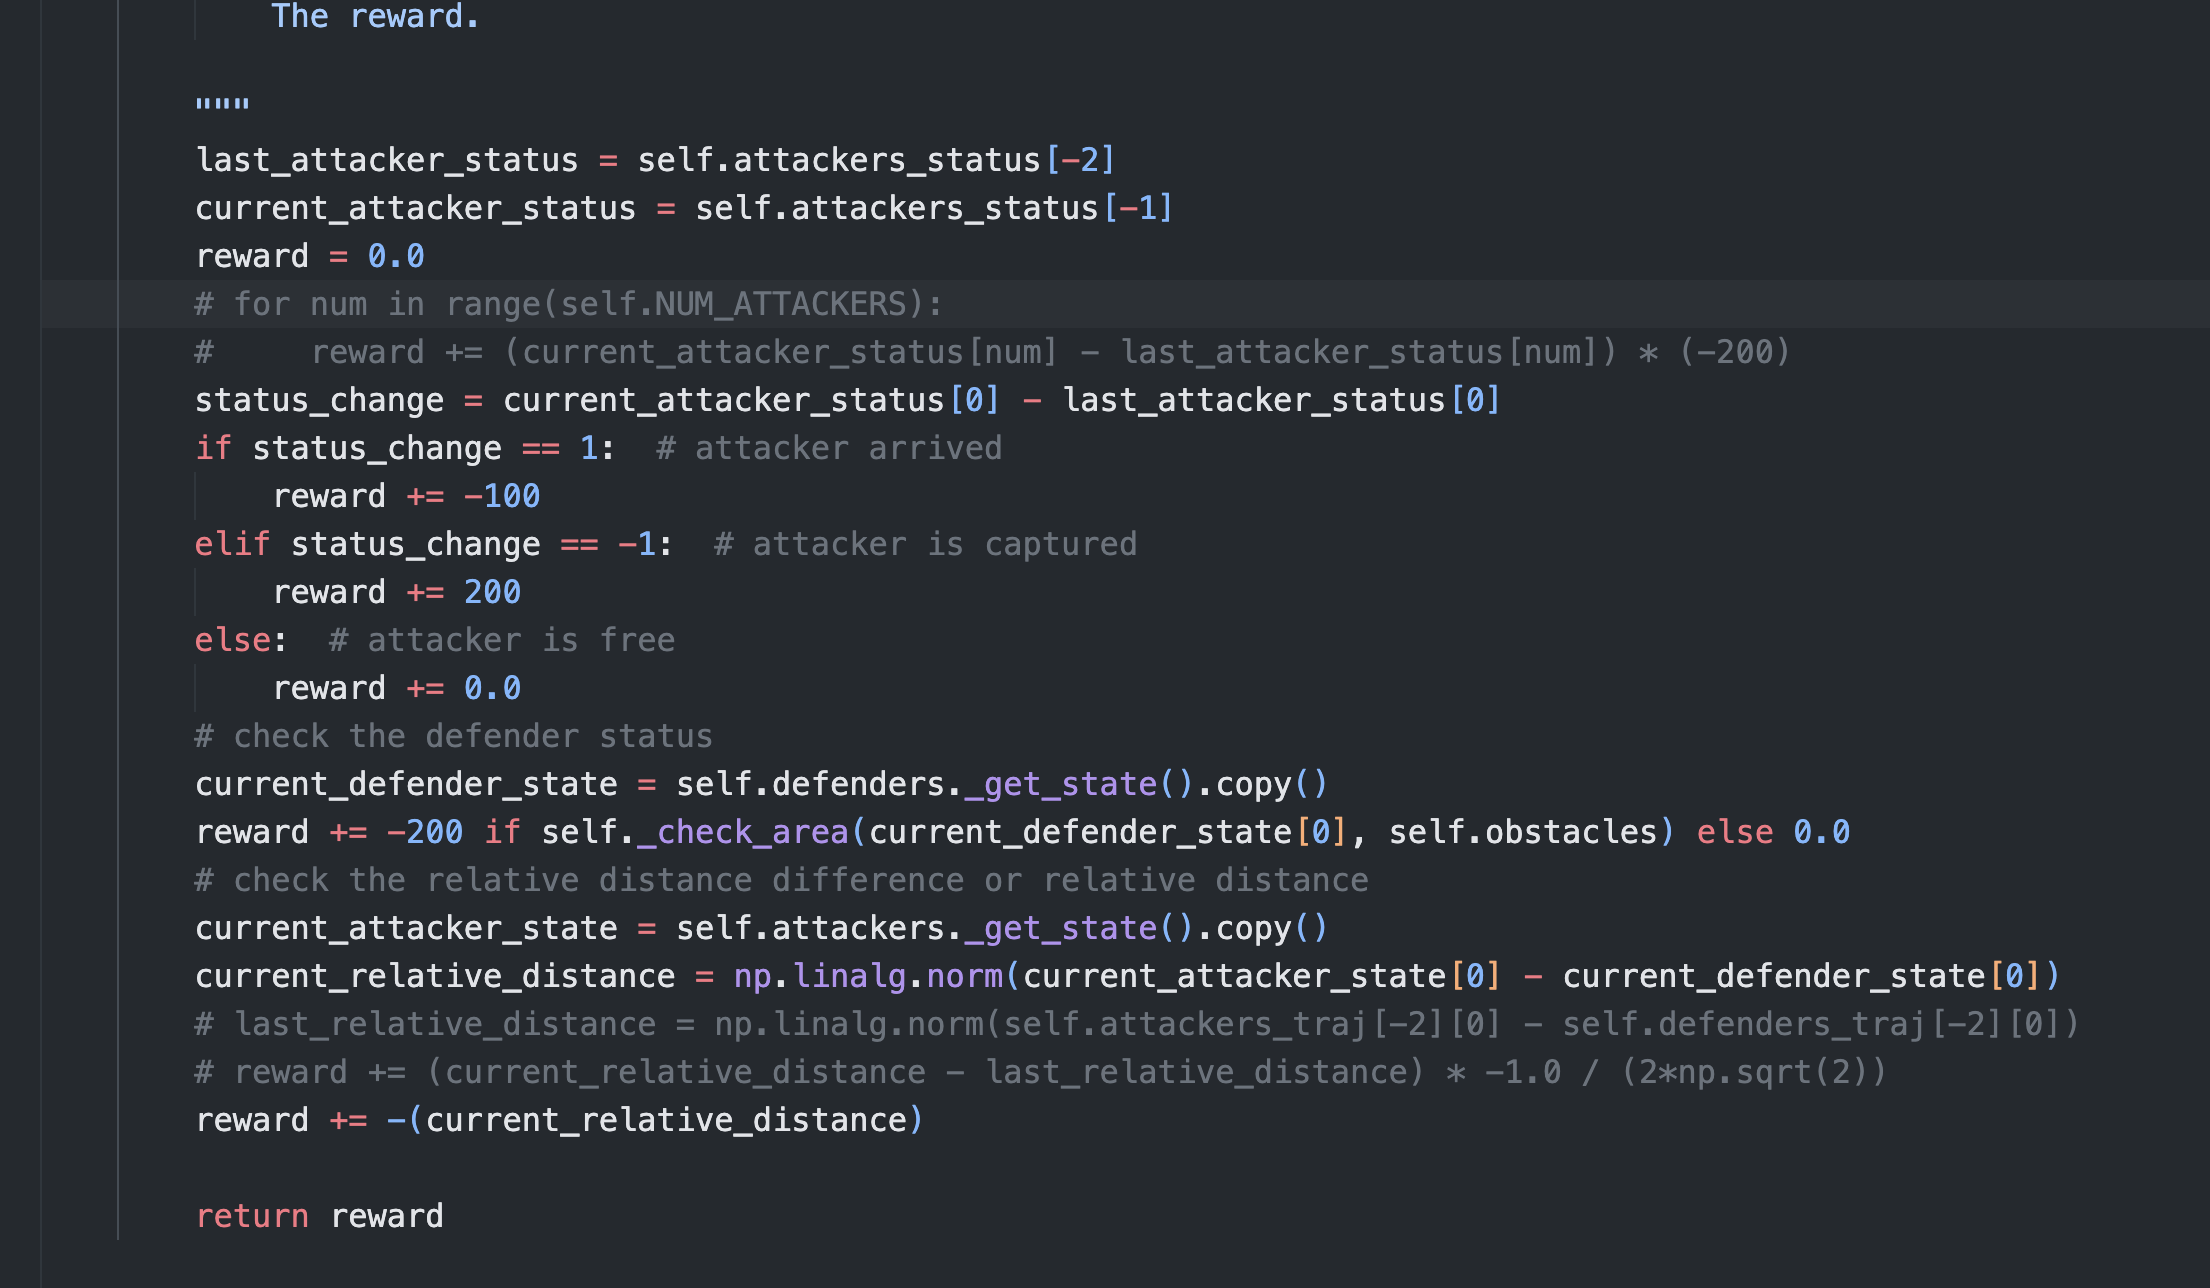 The reward.
"""
last_attacker_status = self.attackers_status[-2]
current_attacker_status = self.attackers_status[-1]
reward = 0.0
# for num in range(self.NUM_ATTACKERS):
#     reward += (current_attacker_status[num] - last_attacker_status[num]) * (-200)
status_change = current_attacker_status[0] - last_attacker_status[0]
if status_change == 1:  # attacker arrived
    reward += -100
elif status_change == -1:  # attacker is captured
    reward += 200
else:  # attacker is free
    reward += 0.0
# check the defender status
current_defender_state = self.defenders._get_state().copy()
reward += -200 if self._check_area(current_defender_state[0], self.obstacles) else 0.0
# check the relative distance difference or relative distance
current_attacker_state = self.attackers._get_state().copy()
current_relative_distance = np.linalg.norm(current_attacker_state[0] - current_defender_state[0])
# last_relative_distance = np.linalg.norm(self.attackers_traj[-2][0] - self.defenders_traj[-2][0])
# reward += (current_relative_distance - last_relative_distance) * -1.0 / (2*np.sqrt(2))
reward += -(current_relative_distance)
return reward